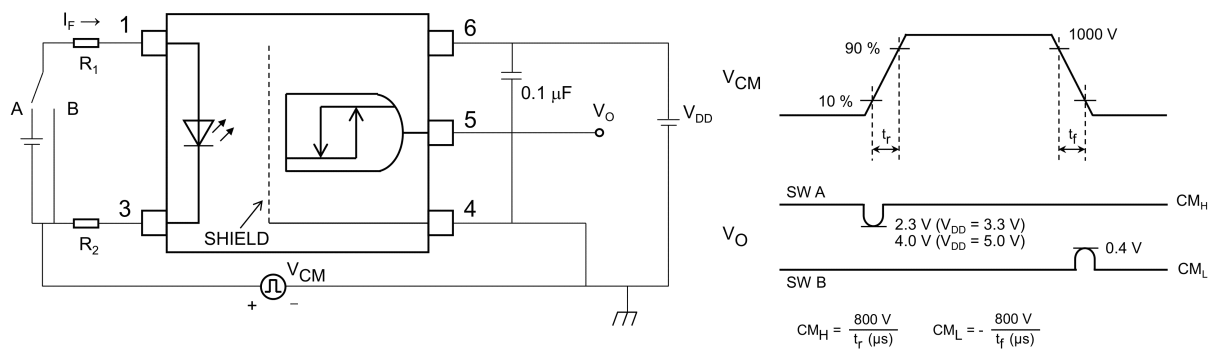 I_F →
1
6
R1
A
B
0.1 μF
V_O
V_DD
5
3
4
R2
SHIELD
V_CM
+ −
V_CM
90 %
10 %
1000 V
t_r
t_f
SW A
CM_H
V_O
2.3 V (V_DD = 3.3 V)
4.0 V (V_DD = 5.0 V)
0.4 V
SW B
CM_L
CM_H = 800 V / t_r (μs) CM_L = - 800 V / t_f (μs)